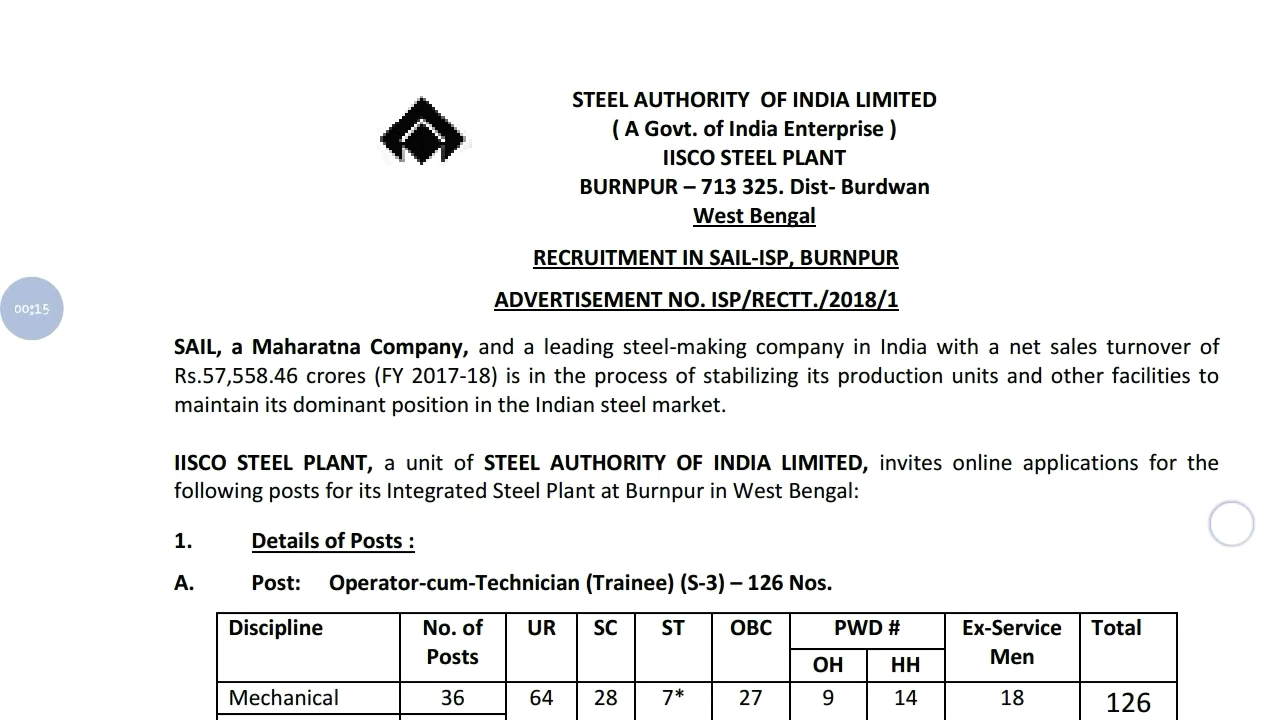 STEEL AUTHORITY OF INDIA LIMITED
( A Govt. of India Enterprise )
IISCO STEEL PLANT
BURNPUR – 713 325. Dist- Burdwan
West Bengal
RECRUITMENT IN SAIL-ISP, BURNPUR
ADVERTISEMENT NO. ISP/RECTT./2018/1
00:15
SAIL, a Maharatna Company, and a leading steel-making company in India with a net sales turnover of
Rs.57,558.46 crores (FY 2017-18) is in the process of stabilizing its production units and other facilities to
maintain its dominant position in the Indian steel market.
IISCO STEEL PLANT, a unit of STEEL AUTHORITY OF INDIA LIMITED, invites online applications for the
following posts for its Integrated Steel Plant at Burnpur in West Bengal:
1. Details of Posts :
A. Post: Operator-cum-Technician (Trainee) (S-3) – 126 Nos.
Discipline No. of Posts UR SC ST OBC PWD # Ex-Service Men Total
OH HH
Mechanical 36 64 28 7* 27 9 14 18 126